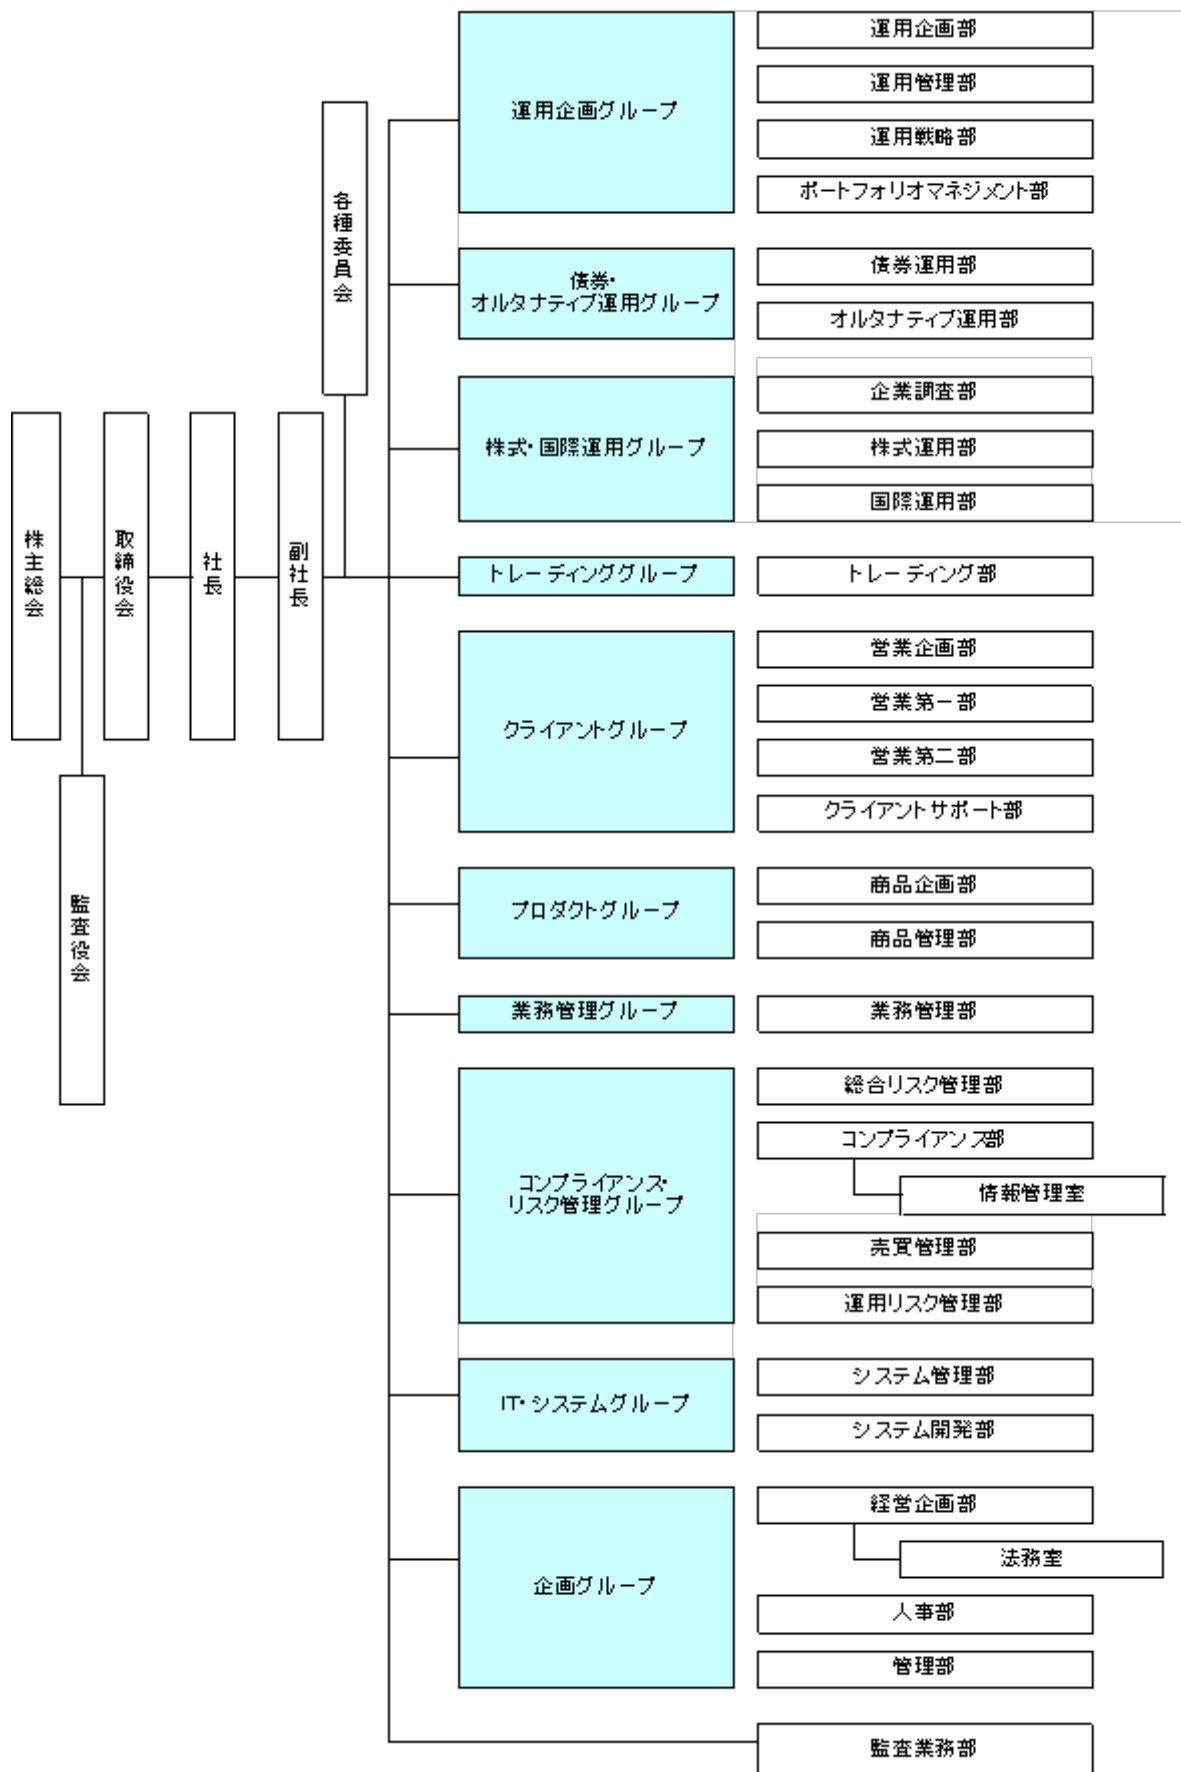 株主総会
監査役会
取締役会
社長
副社長
各種委員会
運用企画グループ
運用企画部
運用管理部
運用戦略部
ポートフォリオマネジメント部
債券・
オルタナティブ運用グループ
債券運用部
オルタナティブ運用部
株式・国際運用グループ
企業調査部
株式運用部
国際運用部
トレーディンググループ
トレーディング部
クライアントグループ
営業企画部
営業第一部
営業第二部
クライアントサポート部
プロダクトグループ
商品企画部
商品管理部
業務管理グループ
業務管理部
コンプライアンス・
リスク管理グループ
総合リスク管理部
コンプライアンス部
情報管理室
売買管理部
運用リスク管理部
IT・システムグループ
システム管理部
システム開発部
企画グループ
経営企画部
法務室
人事部
管理部
監査業務部